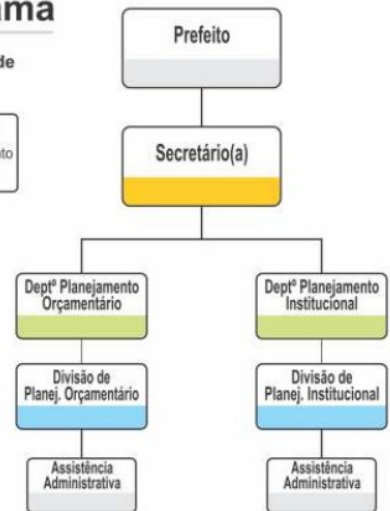 Prefeito
Secretário(a)
Deptº Planejamento
Orçamentário
Deptº Planejamento
Institucional
Divisão de
Planej. Orçamentário
Divisão de
Planej. Institucional
Assistência
Administrativa
Assistência
Administrativa